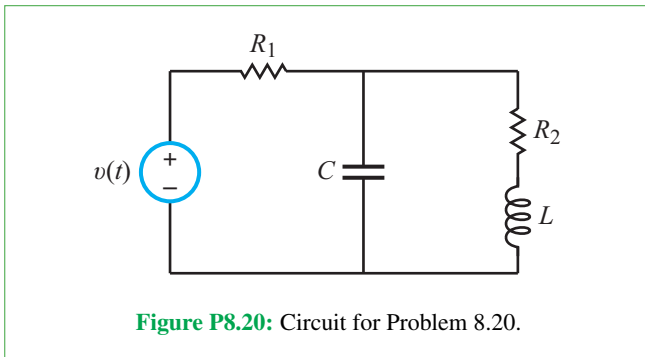 R1
v(t)
+
−
C
R2
L
Figure P8.20: Circuit for Problem 8.20.